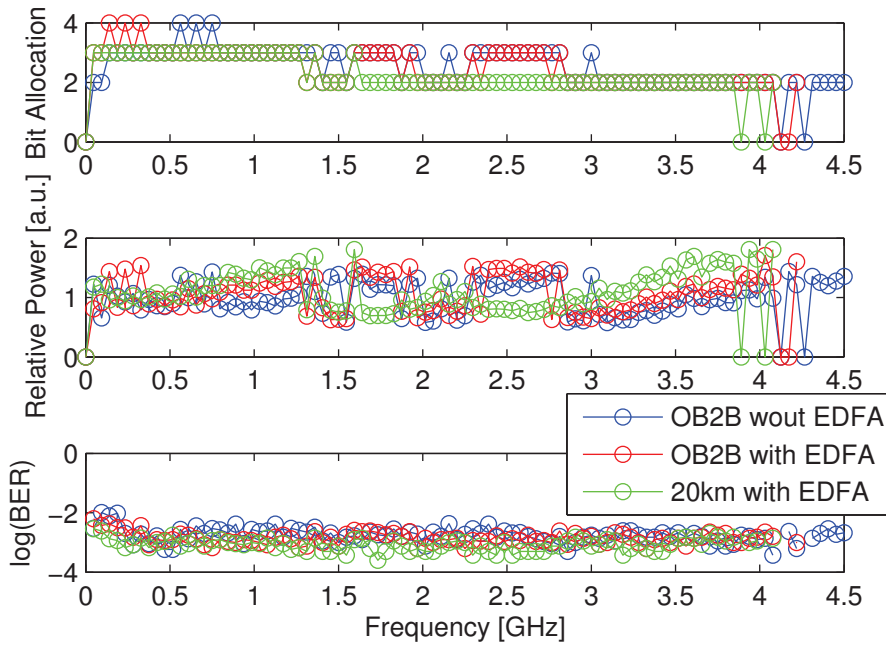 Bit Allocation
4
2
0
0 0.5 1 1.5 2 2.5 3 3.5 4 4.5
Relative Power [a.u.]
2
1
0
0 0.5 1 1.5 2 2.5 3 3.5 4 4.5
OB2B wout EDFA
OB2B with EDFA
20km with EDFA
log(BER)
0
−2
−4
0 0.5 1 1.5 2 2.5 3 3.5 4 4.5
Frequency [GHz]